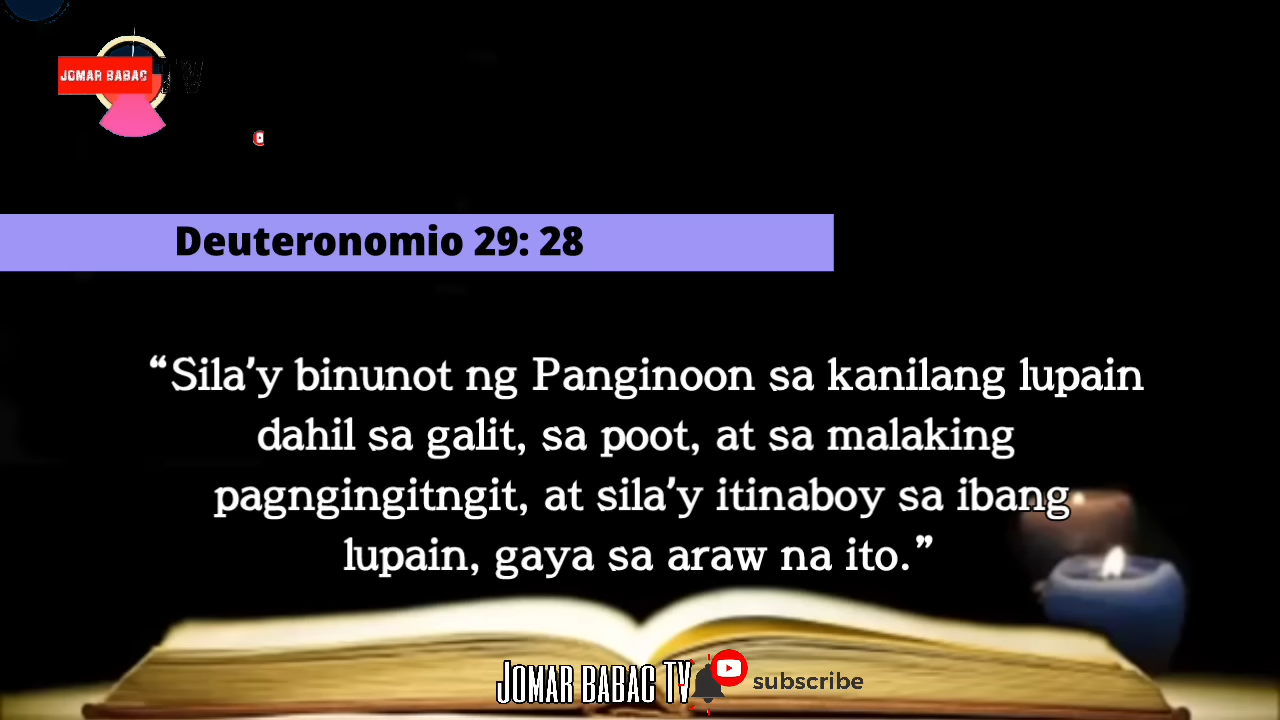 JOMAR BABAC TV
Deuteronomio 29: 28
“Sila’y binunot ng Panginoon sa kanilang lupain
dahil sa galit, sa poot, at sa malaking
pagngingitngit, at sila’y itinaboy sa ibang
lupain, gaya sa araw na ito.”
JOMAR BABAC TV subscribe